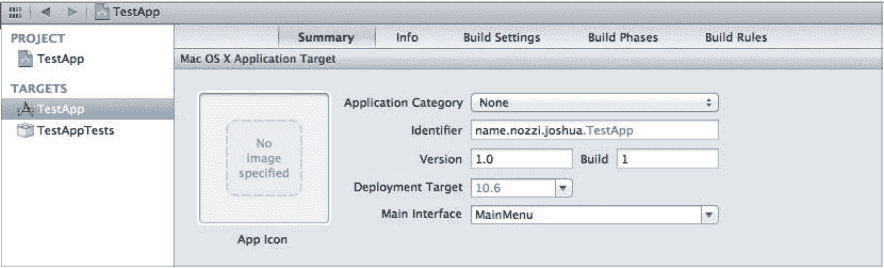 TestApp
PROJECT
TestApp
TARGETS
TestApp
TestAppTests
Summary Info Build Settings Build Phases Build Rules
Mac OS X Application Target
No
image
specified
App Icon
Application Category None
Identifier name.nozzi.joshua.TestApp
Version 1.0 Build 1
Deployment Target 10.6
Main Interface MainMenu